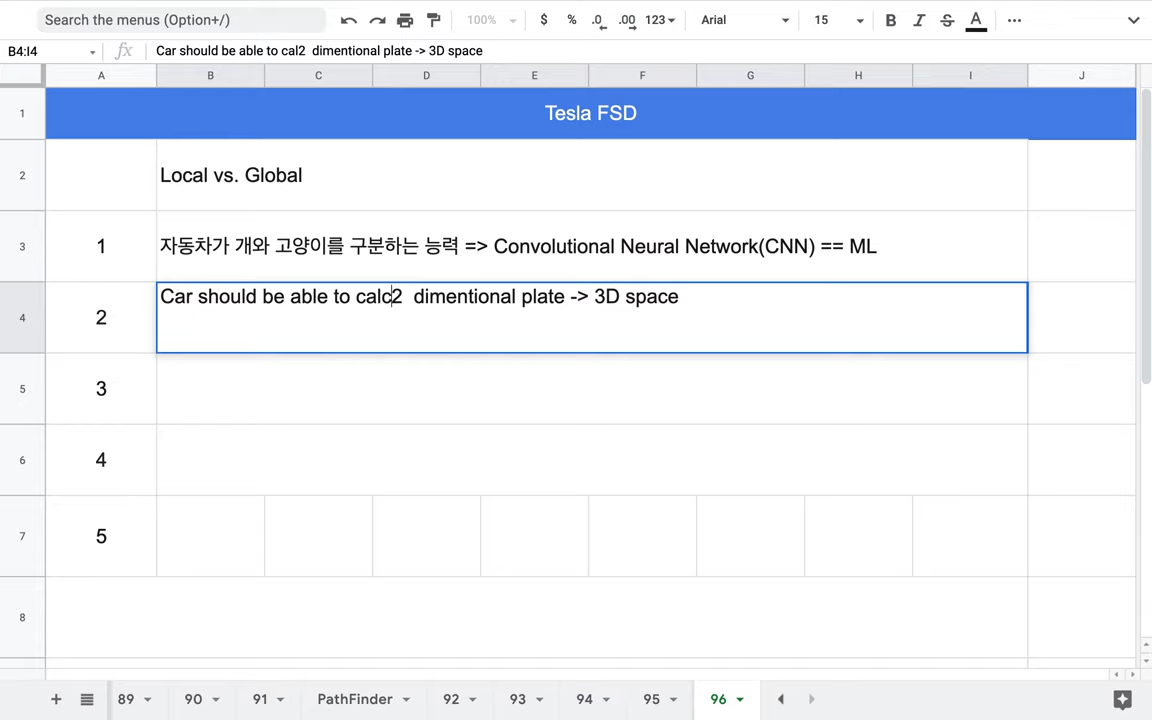 Search the menus (Option+/) 100% $ % .0 .00 123 Arial 15 B I S A
B4:I4 fx Car should be able to cal2  dimentional plate -> 3D space
A B C D E F G H I J
1 Tesla FSD
2 Local vs. Global
3 1 자동차가 개와 고양이를 구분하는 능력 => Convolutional Neural Network(CNN) == ML
4 2 Car should be able to calc2  dimentional plate -> 3D space
5 3
6 4
7 5
8
89 90 91 PathFinder 92 93 94 95 96